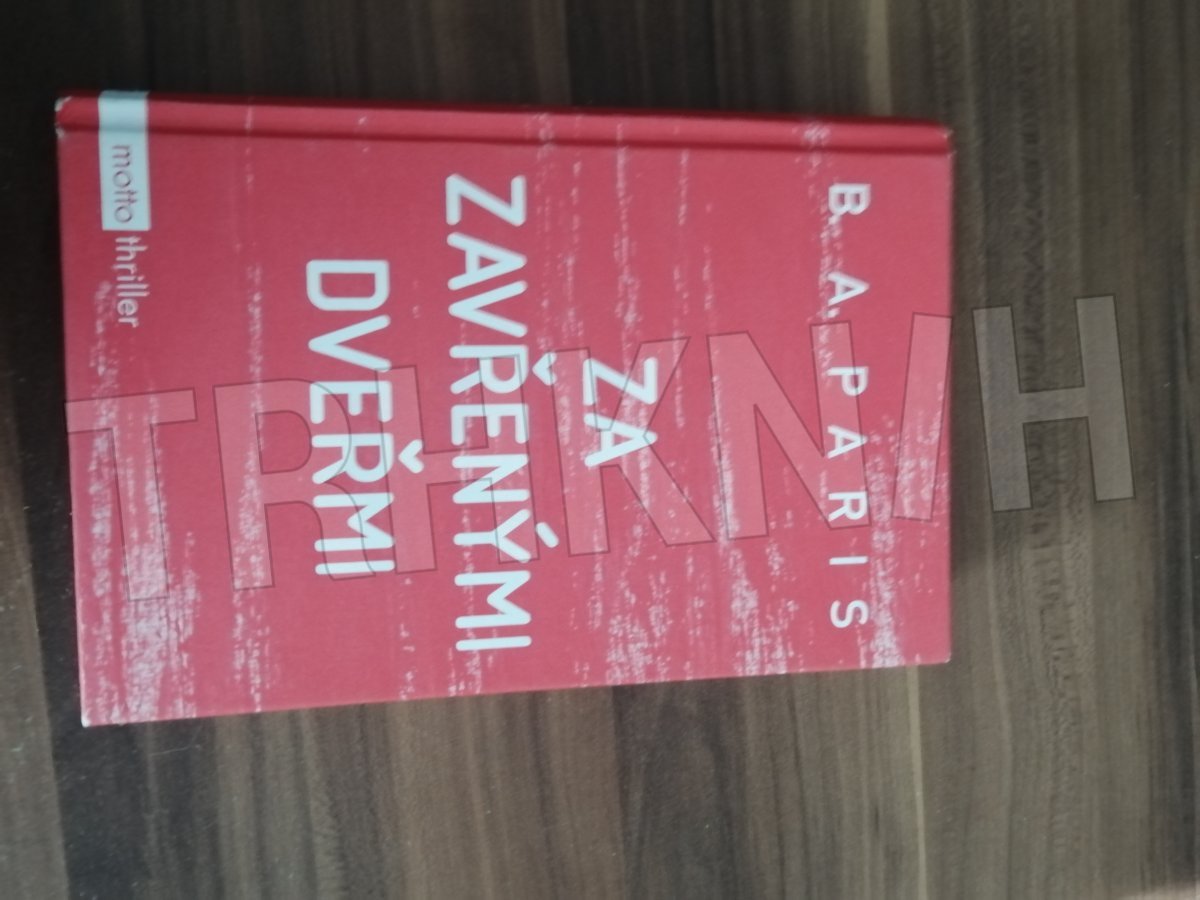 B. A. PARIS
ZA
ZAVŘENÝMI
DVEŘMI
motto thriller
TRHKNIH